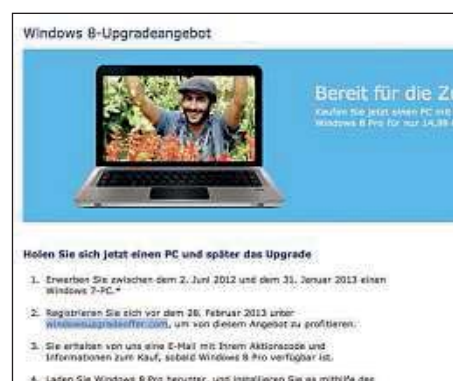 Windows 8-Upgradeangebot
Bereit für die Zu
Kaufen Sie jetzt einen PC mit
Windows 8 Pro für nur 14,99
Holen Sie sich jetzt einen PC und später das Upgrade
1. Erwerben Sie zwischen dem 2. Juni 2012 und dem 31. Januar 2013 einen
Windows 7-PC.*
2. Registrieren Sie sich vor dem 28. Februar 2013 unter
windowsupgradeoffer.com, um von diesem Angebot zu profitieren.
3. Sie erhalten von uns eine E-Mail mit Ihrem Aktionscode und
Informationen zum Kauf, sobald Windows 8 Pro verfügbar ist.
4. Laden Sie Windows 8 Pro herunter, und installieren Sie es mithilfe des